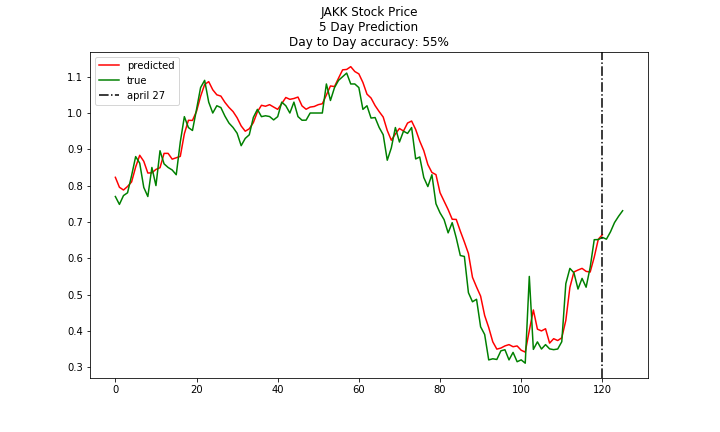 JAKK Stock Price
5 Day Prediction
Day to Day accuracy: 55%
predicted
true
april 27
1.1
1.0
0.9
0.8
0.7
0.6
0.5
0.4
0.3
0
20
40
60
80
100
120